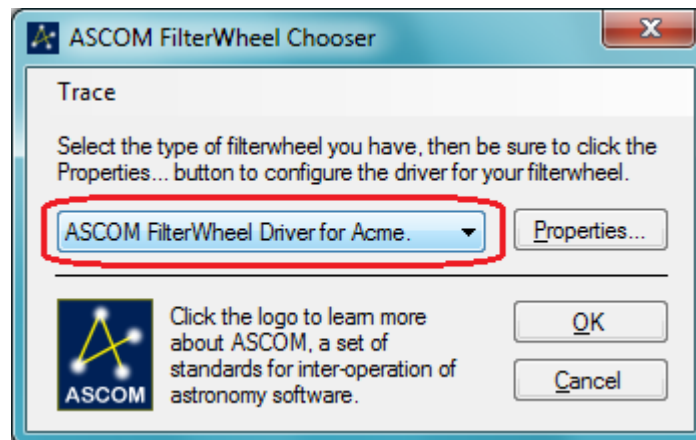 ASCOM FilterWheel Chooser
Trace
Select the type of filterwheel you have, then be sure to click the
Properties... button to configure the driver for your filterwheel.
ASCOM FilterWheel Driver for Acme.
Properties...
Click the logo to learn more
about ASCOM, a set of
standards for inter-operation of
astronomy software.
ASCOM
OK
Cancel